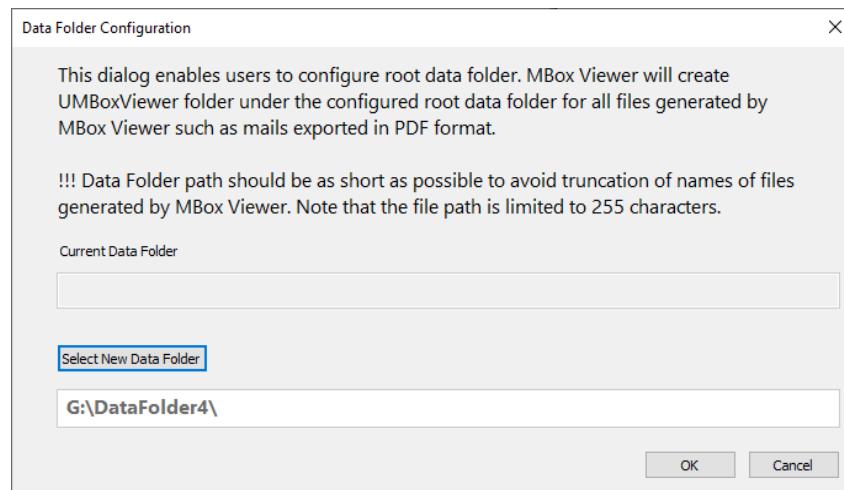 Data Folder Configuration
This dialog enables users to configure root data folder. MBox Viewer will create
UMBoxViewer folder under the configured root data folder for all files generated by
MBox Viewer such as mails exported in PDF format.
!!! Data Folder path should be as short as possible to avoid truncation of names of files
generated by MBox Viewer. Note that the file path is limited to 255 characters.
Current Data Folder
Select New Data Folder
G:\DataFolder4\
OK Cancel